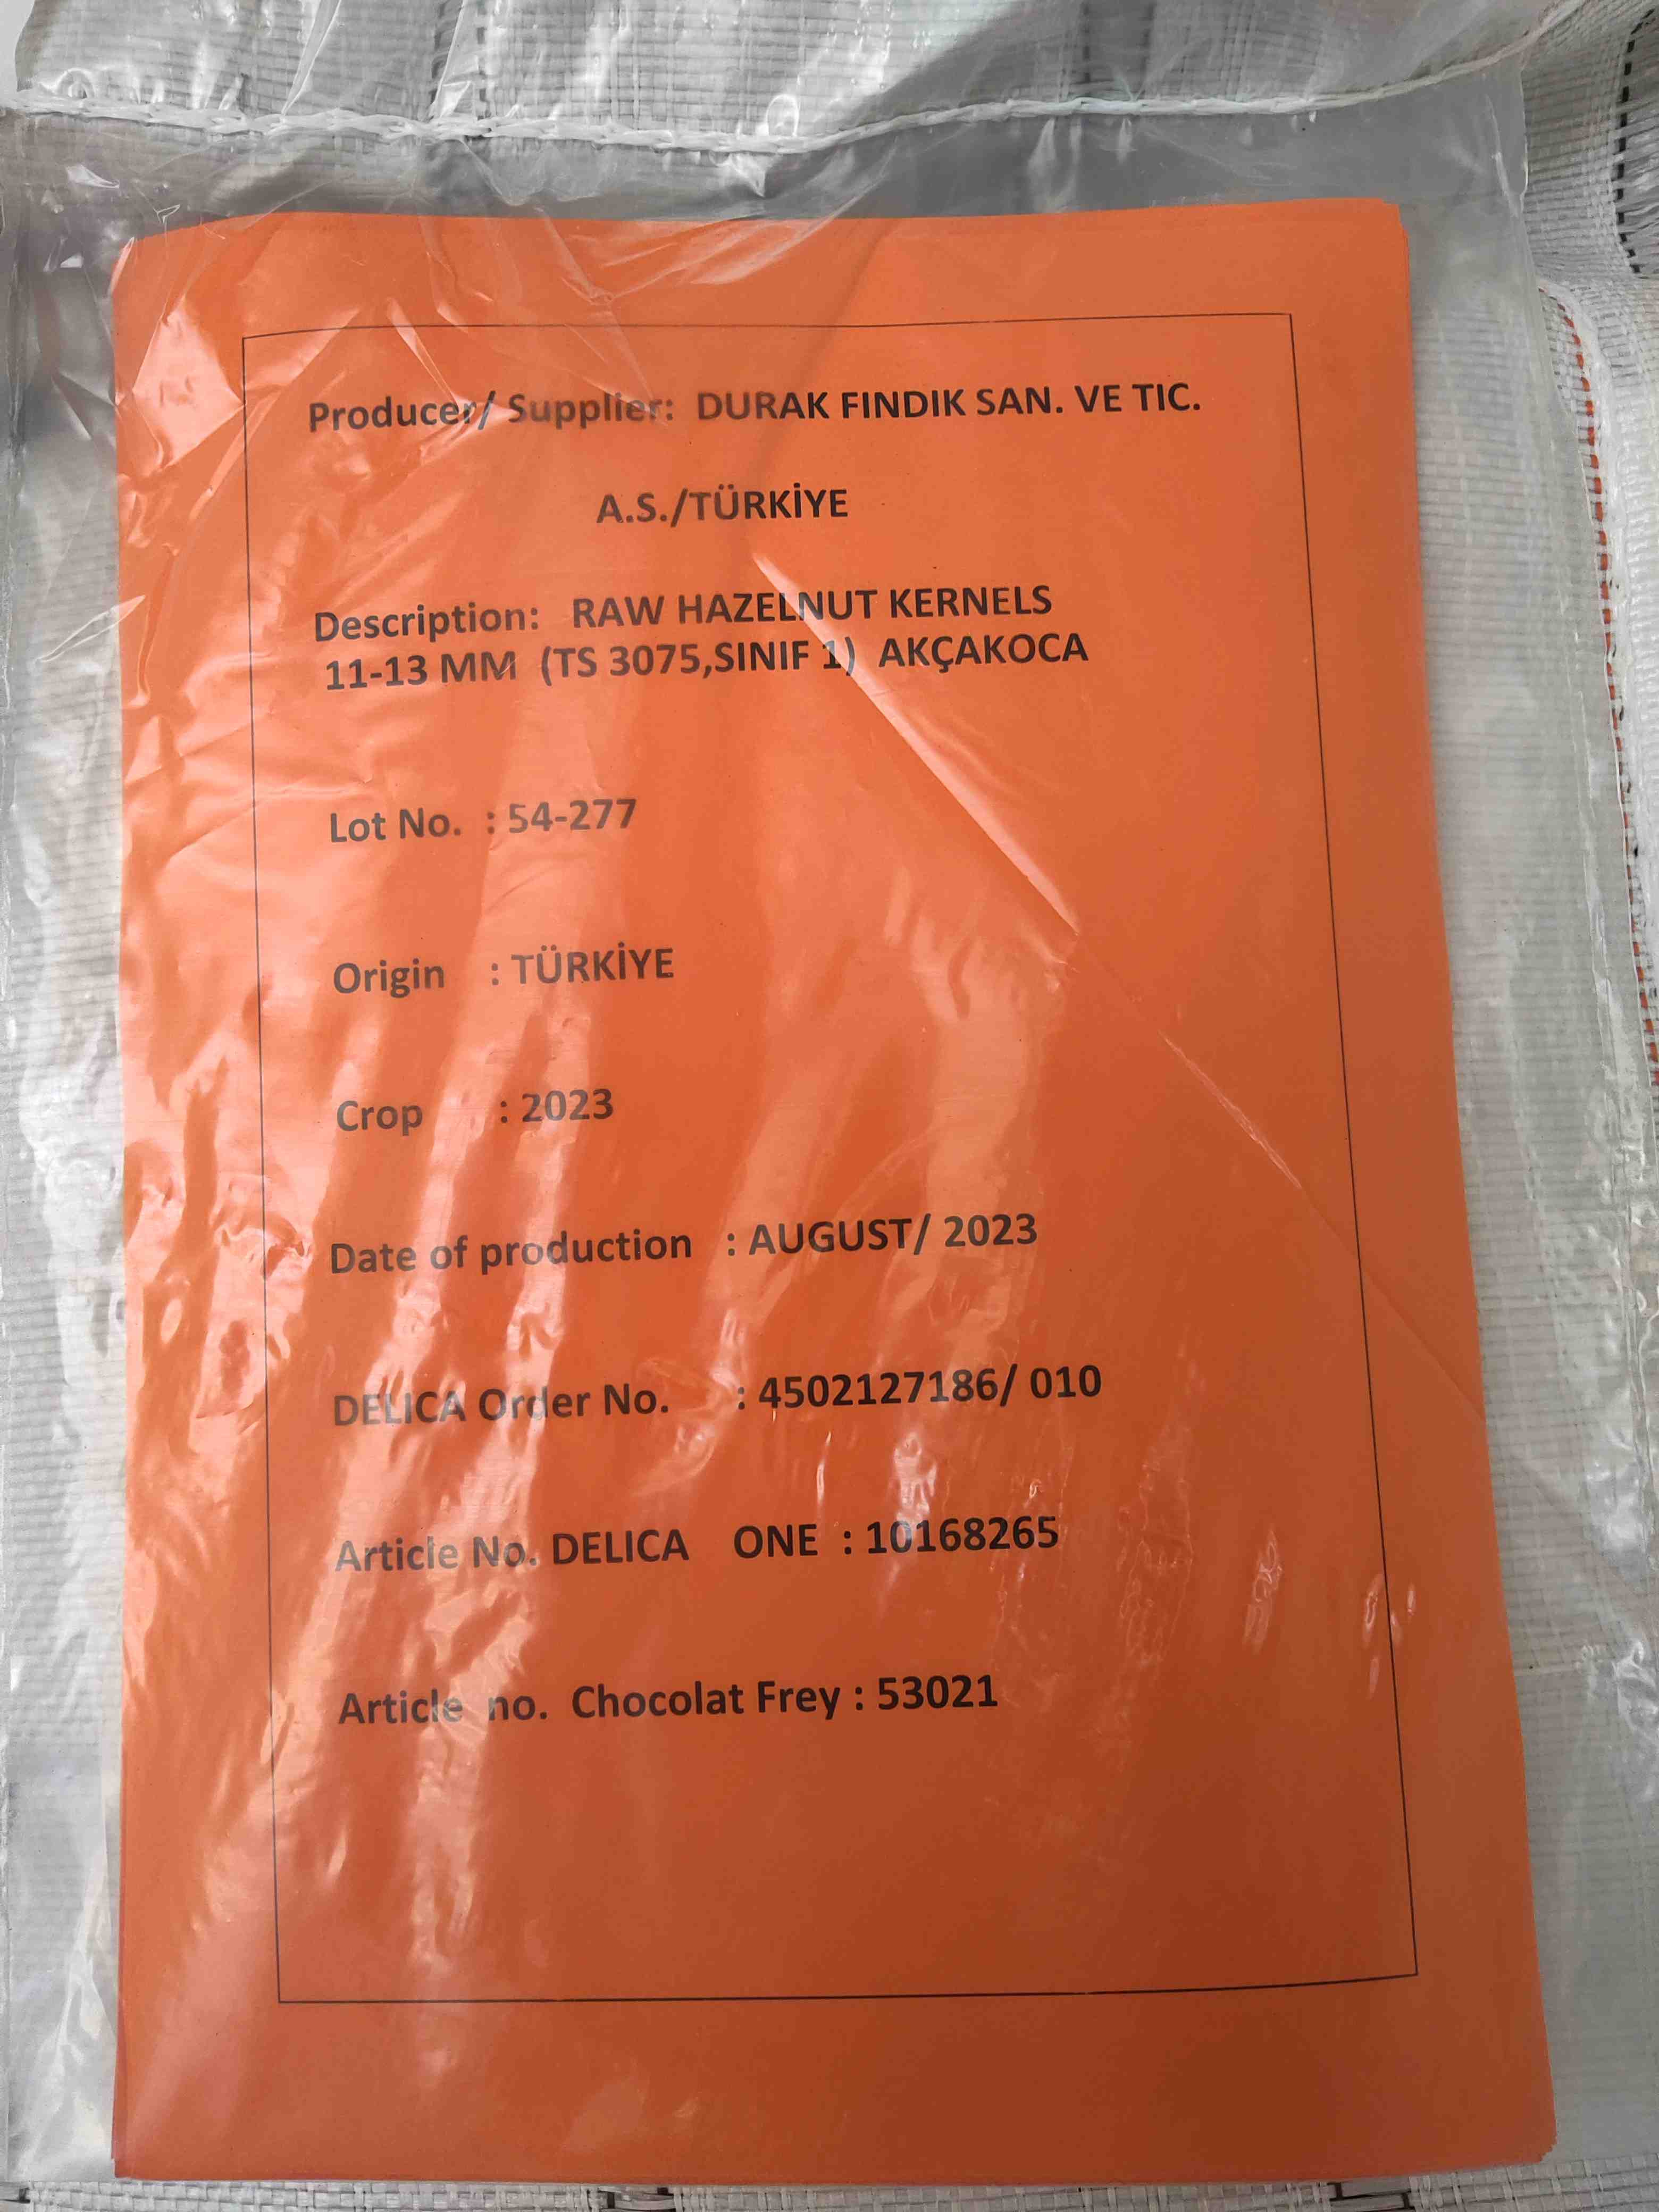 Producer/ Supplier: DURAK FINDIK SAN. VE TIC.
A.S./TÜRKİYE
Description: RAW HAZELNUT KERNELS
11-13 MM (TS 3075,SINIF 1) AKÇAKOCA
Lot No. : 54-277
Origin : TÜRKİYE
Crop : 2023
Date of production : AUGUST/ 2023
DELICA Order No. : 4502127186/ 010
Article No. DELICA ONE : 10168265
Article no. Chocolat Frey : 53021